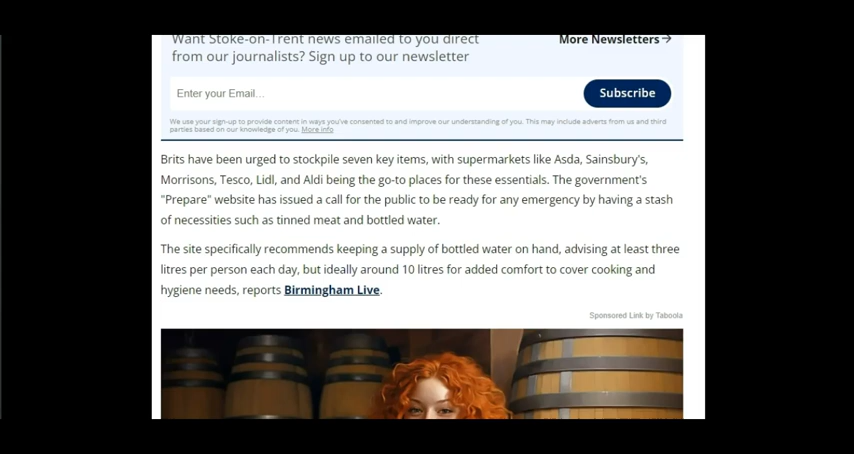 Want Stoke-on-Trent news emailed to you direct
from our journalists? Sign up to our newsletter
More Newsletters→
Enter your Email...
Subscribe
We use your sign-up to provide content in ways you've consented to and improve our understanding of you. This may include adverts from us and third
parties based on our knowledge of you. More info
Brits have been urged to stockpile seven key items, with supermarkets like Asda, Sainsbury's,
Morrisons, Tesco, Lidl, and Aldi being the go-to places for these essentials. The government's
"Prepare" website has issued a call for the public to be ready for any emergency by having a stash
of necessities such as tinned meat and bottled water.
The site specifically recommends keeping a supply of bottled water on hand, advising at least three
litres per person each day, but ideally around 10 litres for added comfort to cover cooking and
hygiene needs, reports Birmingham Live.
Sponsored Link by Taboola